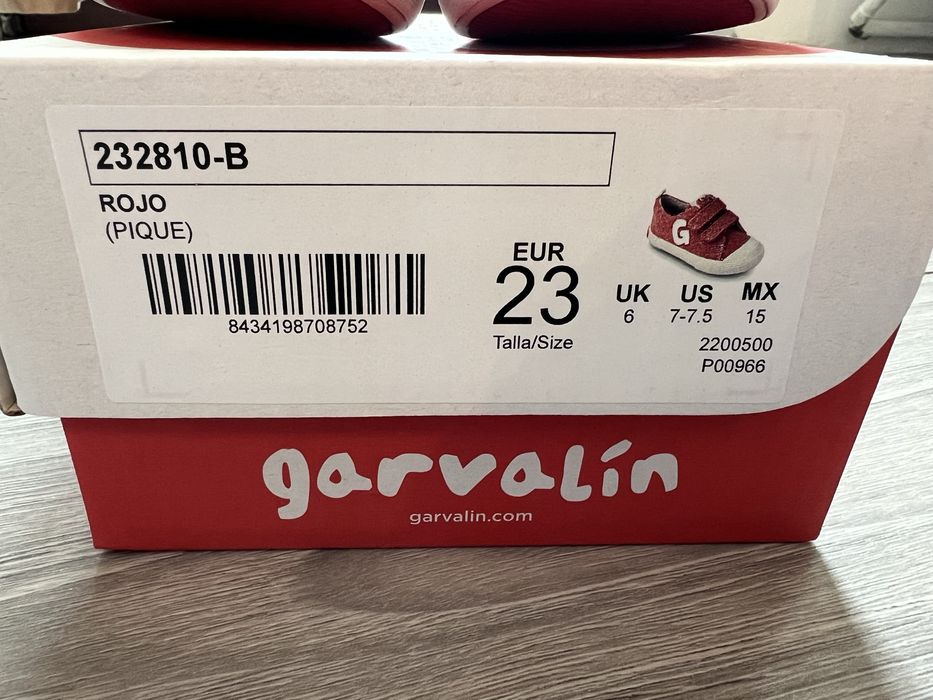 232810-B
ROJO
(PIQUE)
8434198708752
EUR
23
Talla/Size
G
UK US MX
6 7-7.5 15
2200500
P00966
garvalín
garvalin.com